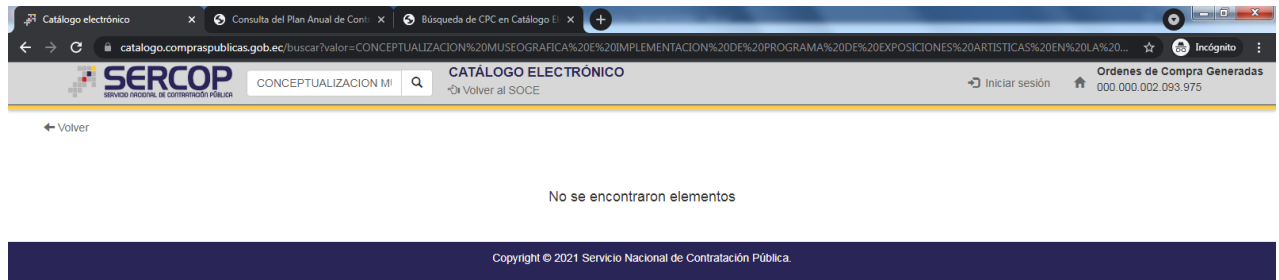 Catálogo electrónico
Consulta del Plan Anual de Cont
Búsqueda de CPC en Catálogo El
catalogo.compraspublicas.gob.ec/buscar?valor=CONCEPTUALIZACION%20MUSEOGRAFICA%20E%20IMPLEMENTACION%20DE%20PROGRAMA%20DE%20EXPOSICIONES%20ARTISTICAS%20EN%20LA%20...
Incógnito
SERCOP
SERVICIO NACIONAL DE CONTRATACIÓN PÚBLICA
CONCEPTUALIZACION MU
CATÁLOGO ELECTRÓNICO
Volver al SOCE
Iniciar sesión
Ordenes de Compra Generadas
000.000.002.093.975
Volver
No se encontraron elementos
Copyright © 2021 Servicio Nacional de Contratación Pública.